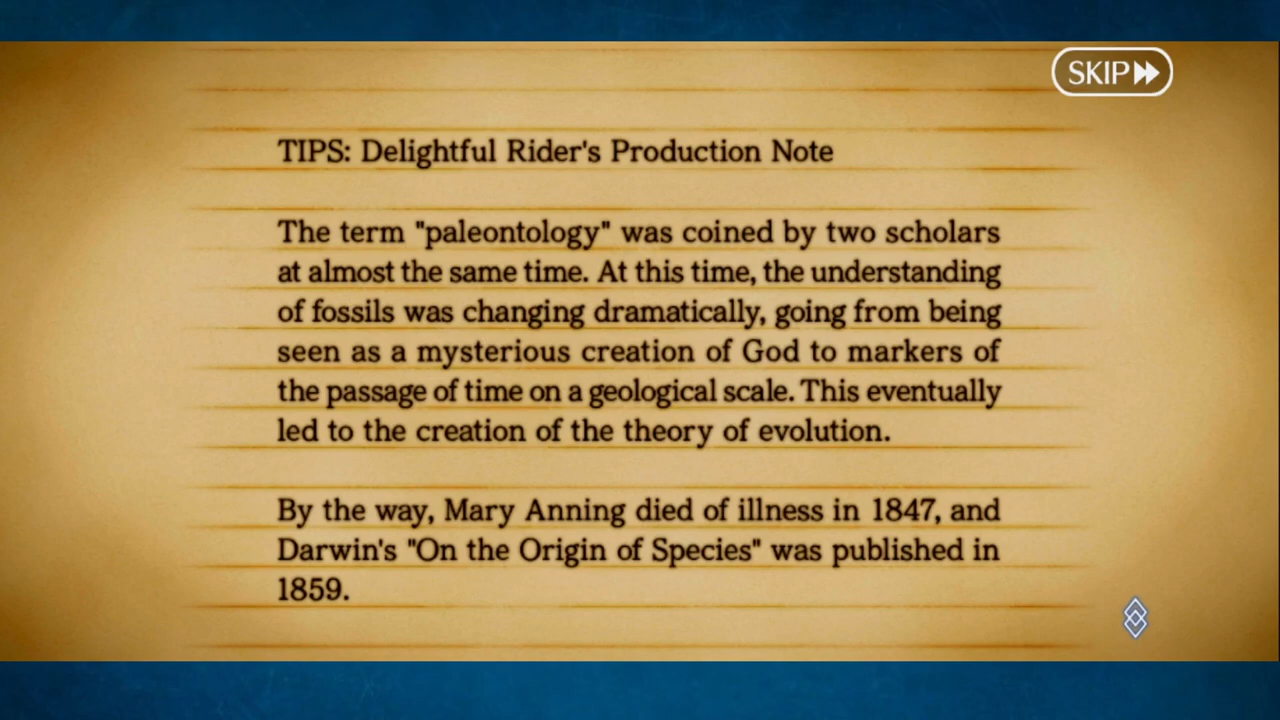 SKIP
TIPS: Delightful Rider's Production Note
The term "paleontology" was coined by two scholars
at almost the same time. At this time, the understanding
of fossils was changing dramatically, going from being
seen as a mysterious creation of God to markers of
the passage of time on a geological scale. This eventually
led to the creation of the theory of evolution.
By the way, Mary Anning died of illness in 1847, and
Darwin's "On the Origin of Species" was published in
1859.